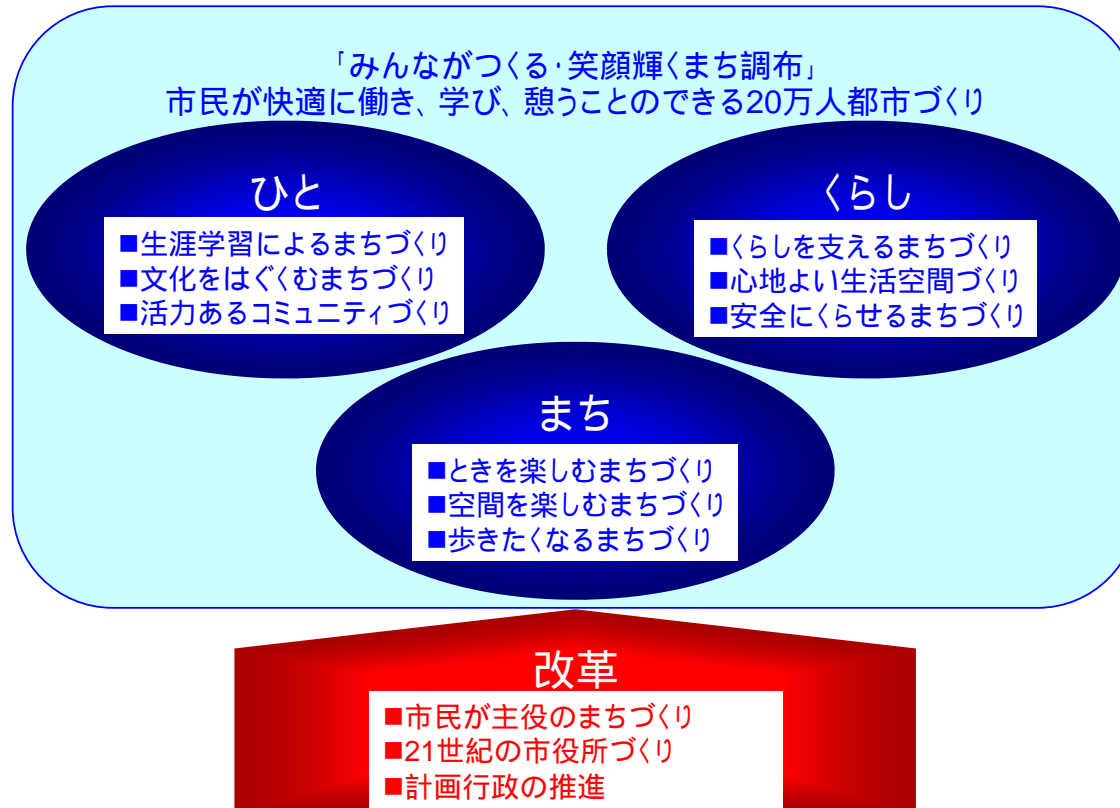 「みんながつくる・笑顔輝くまち調布」
市民が快適に働き、学び、憩うことのできる20万人都市づくり
ひと
■生涯学習によるまちづくり
■文化をはぐくむまちづくり
■活力あるコミュニティづくり
くらし
■くらしを支えるまちづくり
■心地よい生活空間づくり
■安全にくらせるまちづくり
まち
■ときを楽しむまちづくり
■空間を楽しむまちづくり
■歩きたくなるまちづくり
改革
■市民が主役のまちづくり
■21世紀の市役所づくり
■計画行政の推進